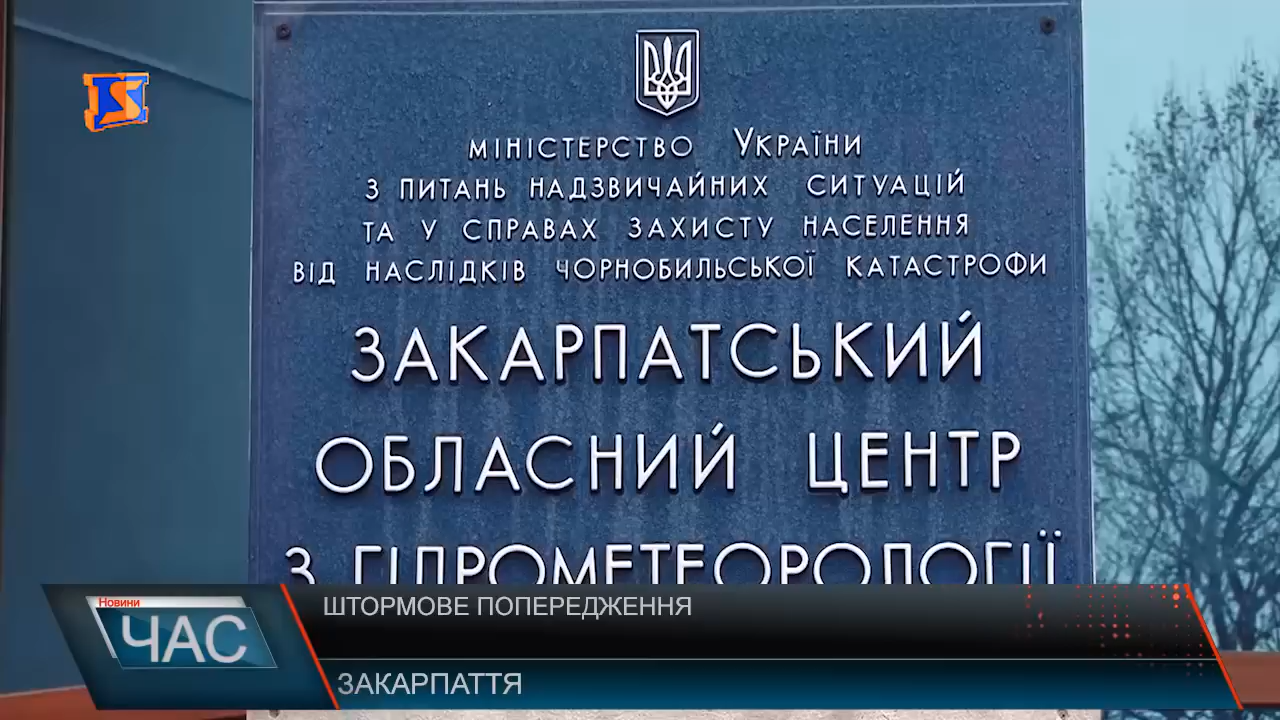 МІНІСТЕРСТВО УКРАЇНИ
З ПИТАНЬ НАДЗВИЧАЙНИХ СИТУАЦІЙ
ТА У СПРАВАХ ЗАХИСТУ НАСЕЛЕННЯ
ВІД НАСЛІДКІВ ЧОРНОБИЛЬСЬКОЇ КАТАСТРОФИ
ЗАКАРПАТСЬКИЙ
ОБЛАСНИЙ ЦЕНТР
З ГІДРОМЕТЕОРОЛОГІЇ
Новини
ЧАС
ШТОРМОВЕ ПОПЕРЕДЖЕННЯ
ЗАКАРПАТТЯ